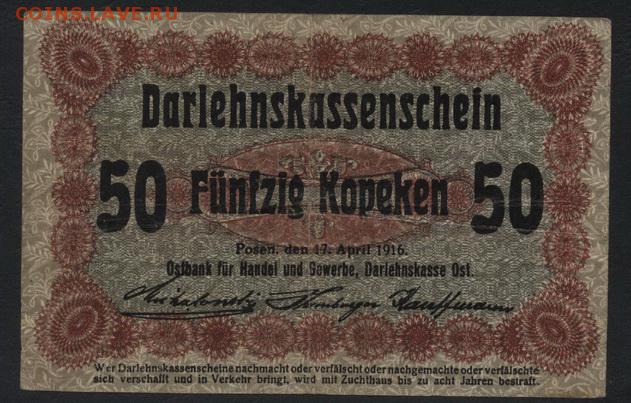 COINS.LAVE.RU
Darlehnskassenschein
50 Fünfzig Kopeken 50
Posen, den 17. April 1916.
Ostbank für Handel und Gewerbe, Darlehnskasse Ost.
Kauffmann
Wer Darlehnskassenscheine nachmacht oder verfälscht oder nachgemachte oder verfälschte
sich verschafft und in Verkehr bringt, wird mit Zuchthaus bis zu acht Jahren bestraft.